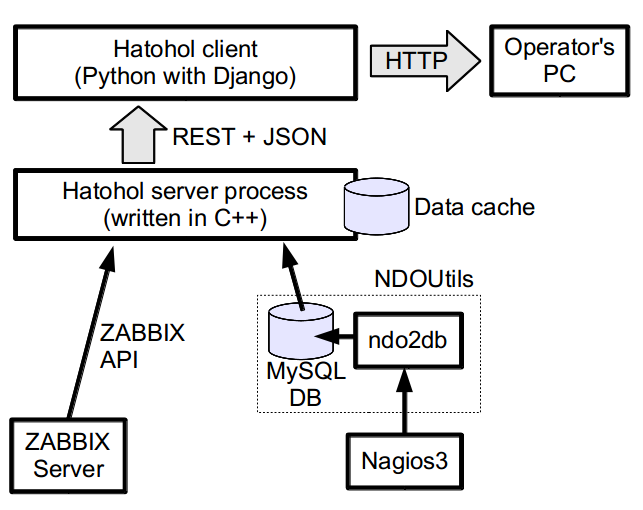 Hatohol client
(Python with Django)
HTTP
Operator's
PC
REST + JSON
Hatohol server process
(written in C++)
Data cache
NDOUtils
ZABBIX
API
ndo2db
MySQL
DB
ZABBIX
Server
Nagios3